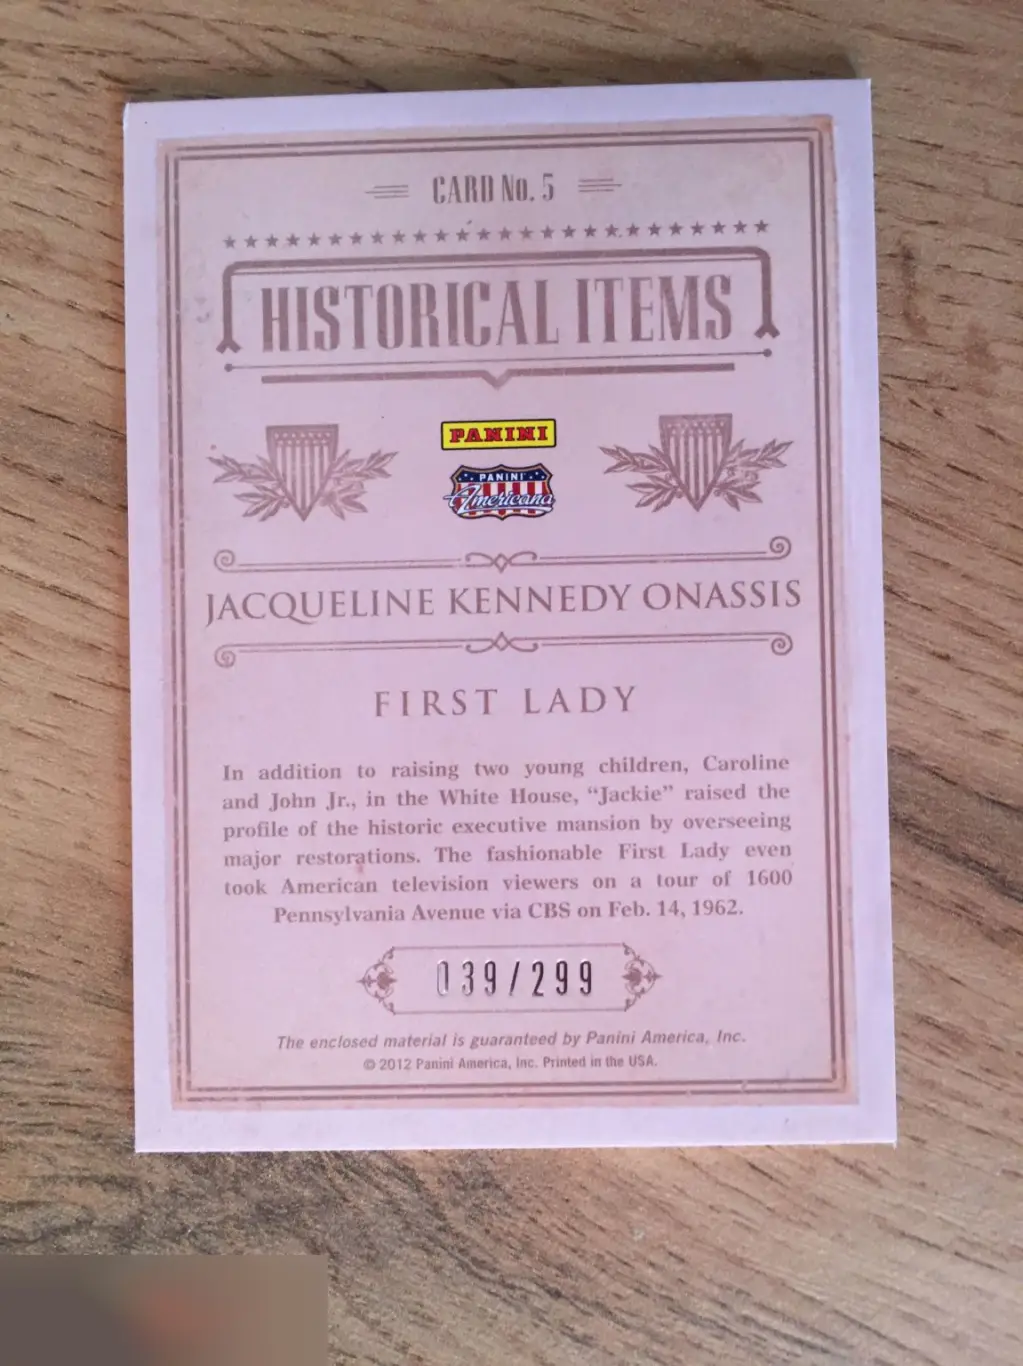 CARD No. 5
HISTORICAL ITEMS
PANINI
PANINI
Americana
JACQUELINE KENNEDY ONASSIS
FIRST LADY
In addition to raising two young children, Caroline
and John Jr., in the White House, “Jackie” raised the
profile of the historic executive mansion by overseeing
major restorations. The fashionable First Lady even
took American television viewers on a tour of 1600
Pennsylvania Avenue via CBS on Feb. 14, 1962.
039/299
The enclosed material is guaranteed by Panini America, Inc.
© 2012 Panini America, Inc. Printed in the USA.